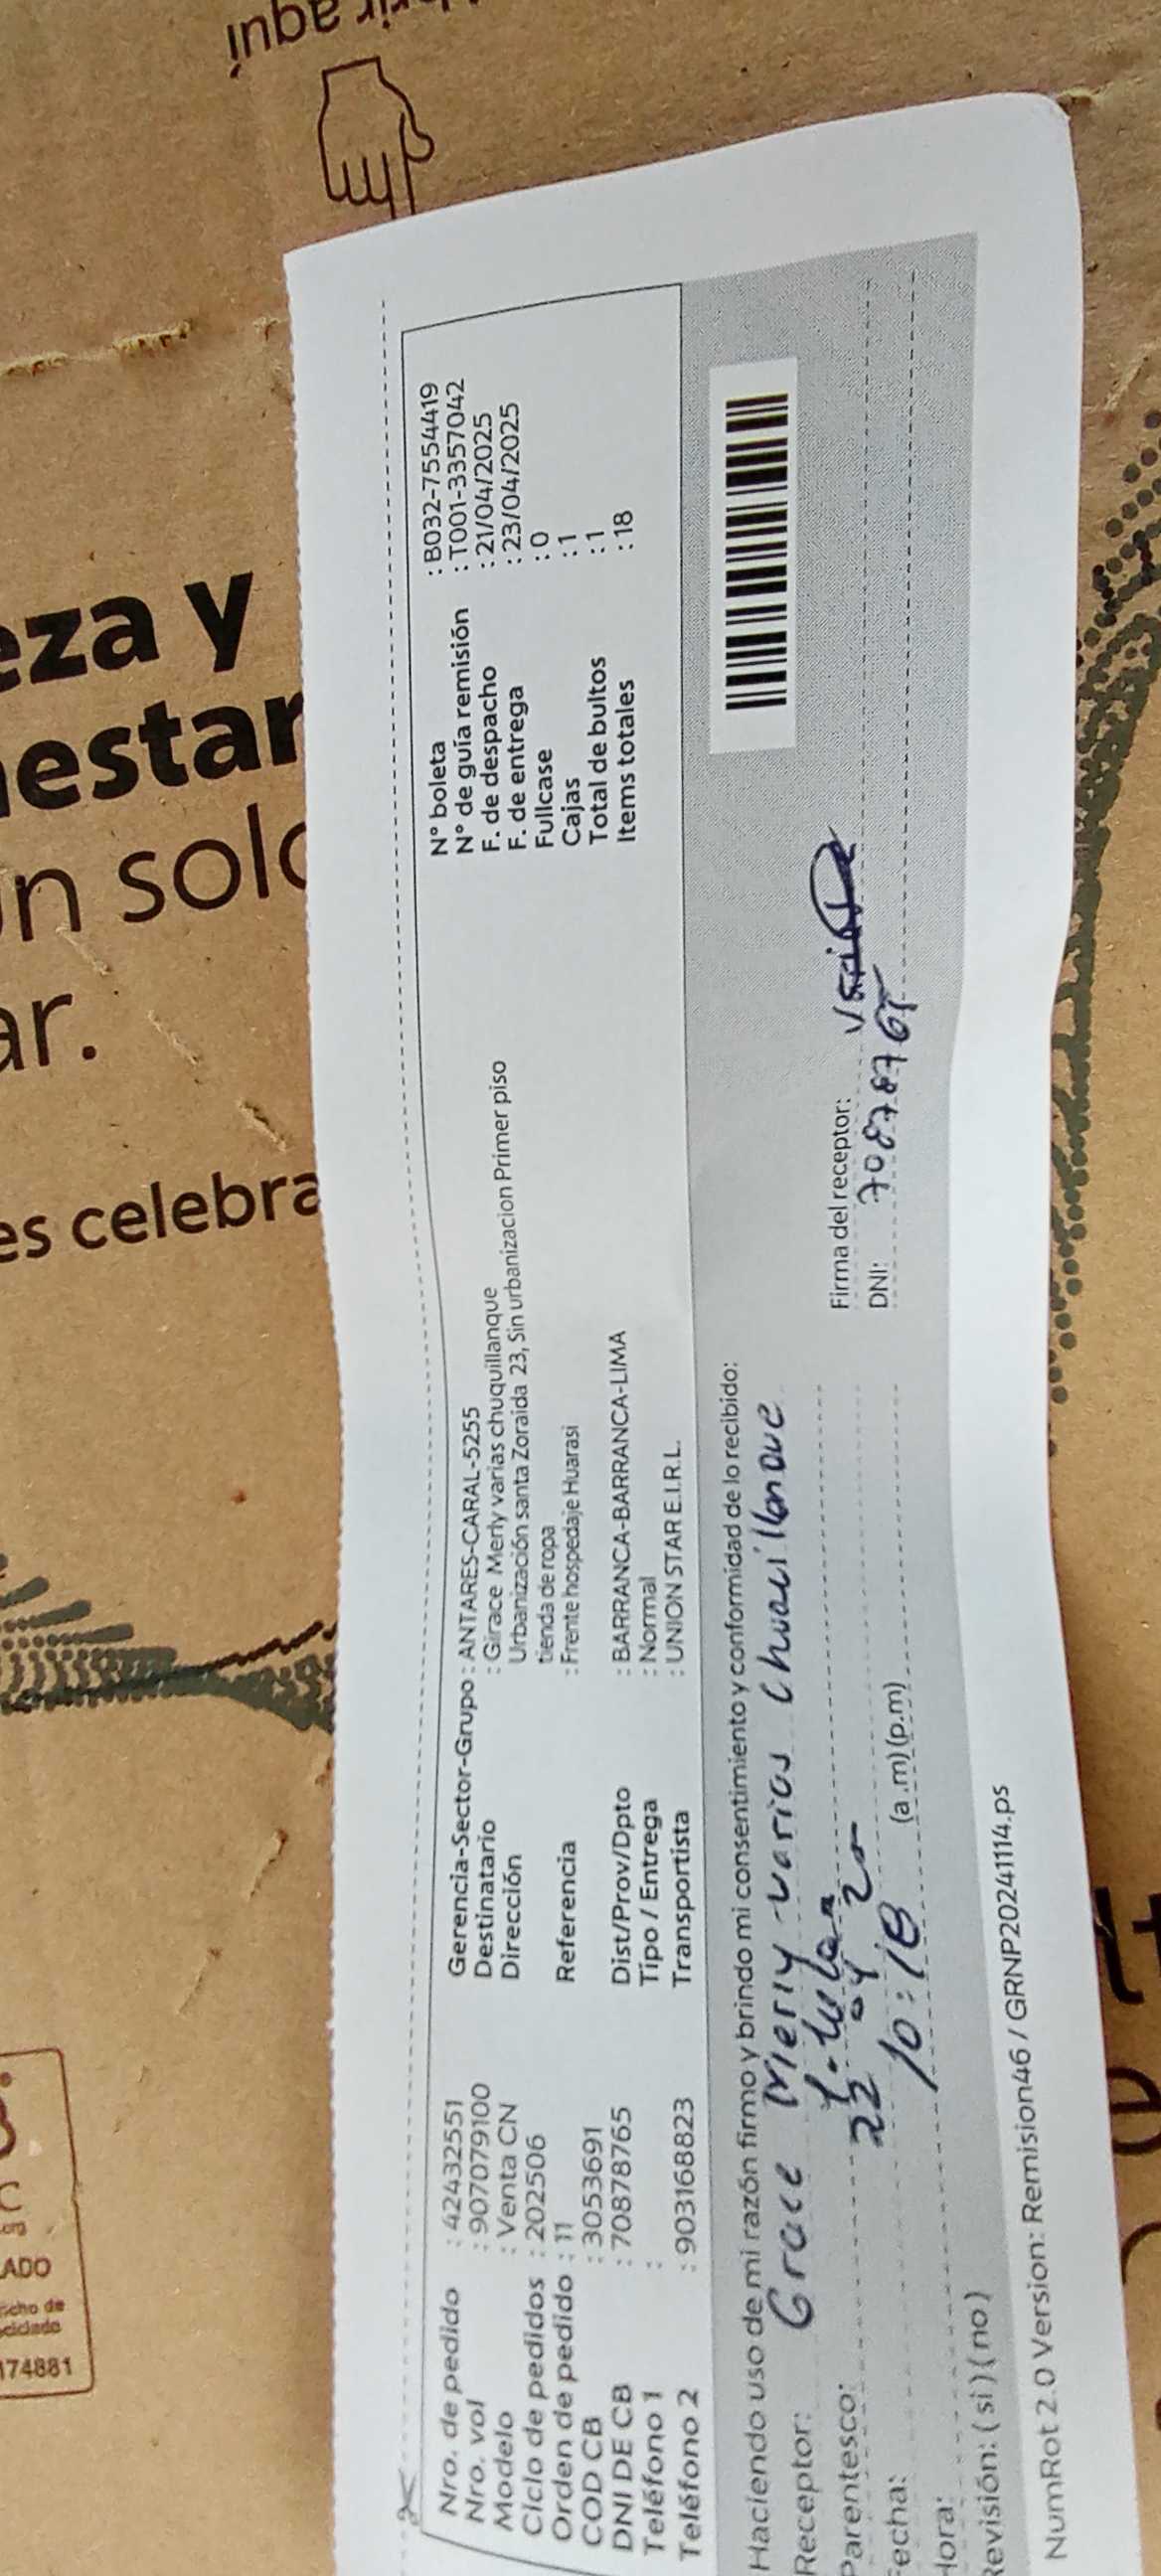 abrir aquí
eza y
nestar
un solo
ar.
es celebra
ADO
174881
Nro. de pedido : 42432551
Nro. vol : 907079100
Modelo : Venta CN
Ciclo de pedidos : 202506
Orden de pedido : 11
COD CB : 3053691
DNI DE CB : 70878765
Teléfono 1 :
Teléfono 2 : 903168823
Gerencia-Sector-Grupo : ANTARES-CARAL-5255
Destinatario : Girace Merly varias chuquillanque
Dirección Urbanización santa Zoraida 23, Sin urbanizacion Primer piso
tienda de ropa
Referencia : Frente hospedaje Huarasi
Dist/Prov/Dpto : BARRANCA-BARRANCA-LIMA
Tipo / Entrega : Normal
Transportista : UNION STAR E.I.R.L.
N° boleta : B032-7554419
N° de guía remisión : T001-3357042
F. de despacho : 21/04/2025
F. de entrega : 23/04/2025
Fullcase : 0
Cajas : 1
Total de bultos : 1
Items totales : 18
Haciendo uso de mi razón firmo y brindo mi consentimiento y conformidad de lo recibido:
Receptor: Grace Merly varias
Parentesco:
Firma del receptor:
Fecha: 22 04 25
DNI: 70878765
Hora: 10:18 (a .m) (p.m)
Revisión: ( si ) ( no )
NumRot 2.0 Version: Remision46 / GRNP20241114.ps